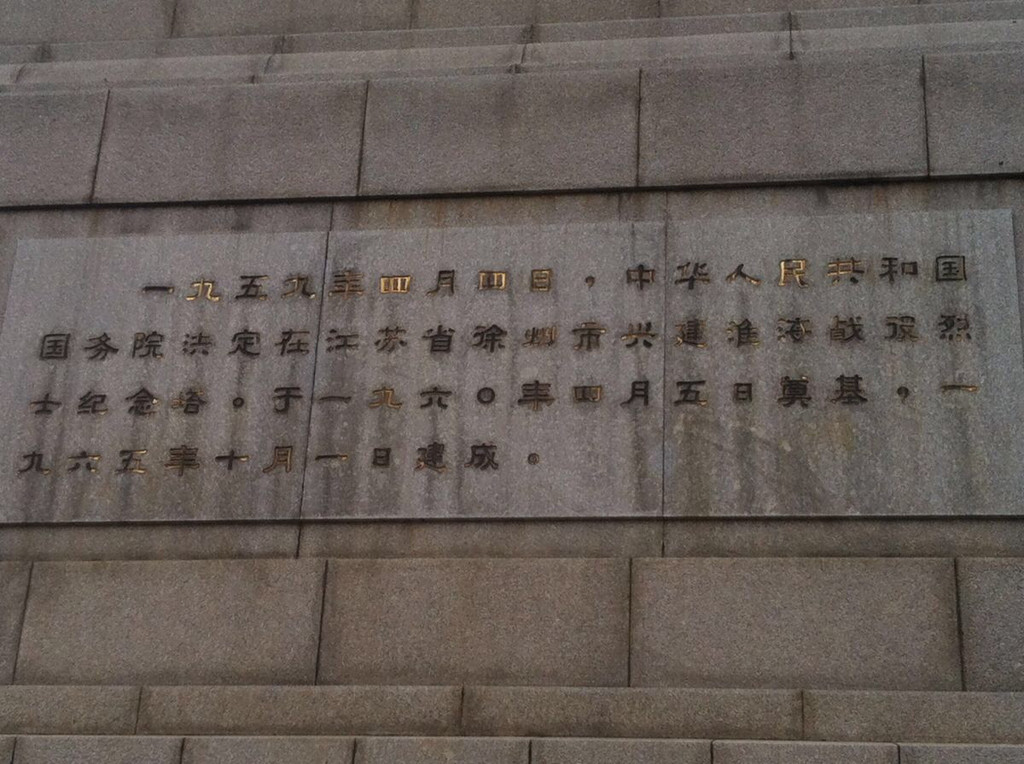 一九五九年四月四日，中华人民共和国
国务院决定在江苏省徐州市兴建淮海战役烈
士纪念塔。于一九六〇年四月五日奠基，一
九六五年十月一日建成。